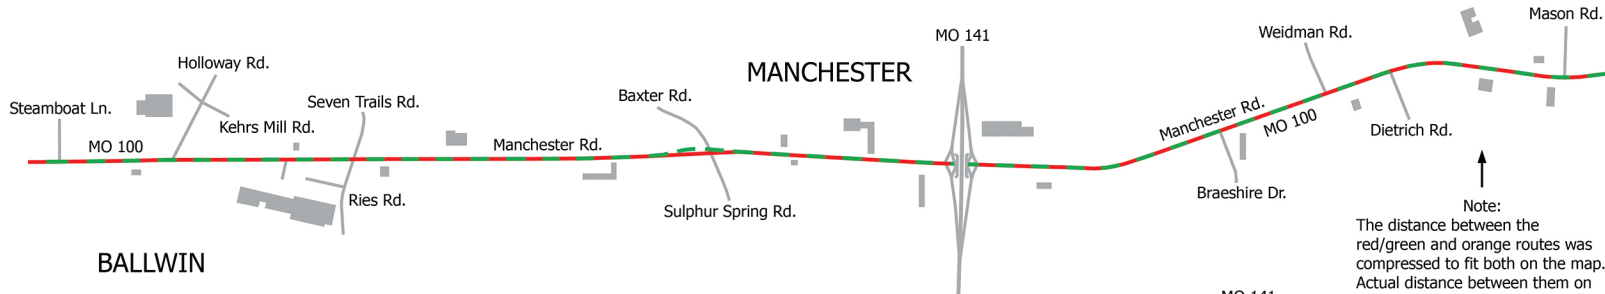 Mason Rd.
Weidman Rd.
MO 141
Holloway Rd.
MANCHESTER
Baxter Rd.
Seven Trails Rd.
Steamboat Ln.
Kehrs Mill Rd.
Manchester Rd.
MO 100
Dietrich Rd.
MO 100
Manchester Rd.
Braeshire Dr.
Ries Rd.
Sulphur Spring Rd.
Note:
The distance between the
red/green and orange routes was
compressed to fit both on the map.
Actual distance between them on
BALLWIN
MO 141